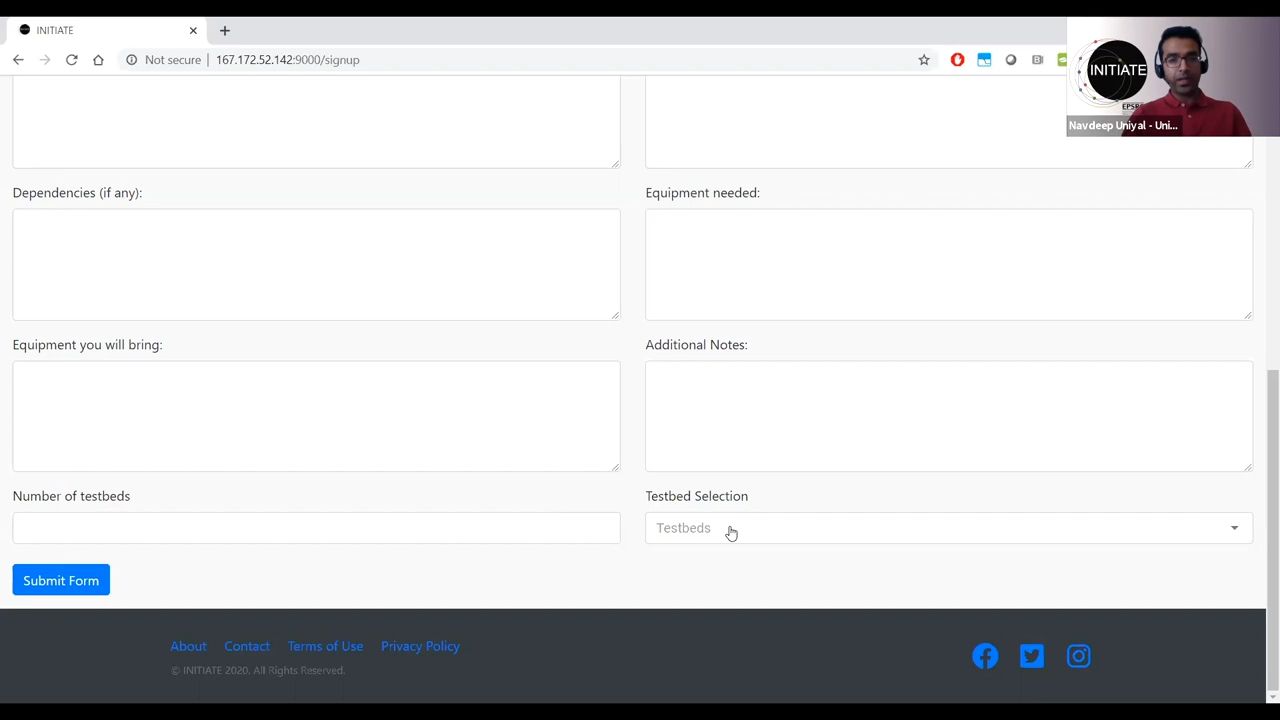 INITIATE
Not secure
167.172.52.142:9000/signup
INITIATE
EPSRC
Navdeep Uniyal - Uni...
Dependencies (if any):
Equipment needed:
Equipment you will bring:
Additional Notes:
Number of testbeds
Testbed Selection
Testbeds
Submit Form
About
Contact
Terms of Use
Privacy Policy
© INITIATE 2020. All Rights Reserved.